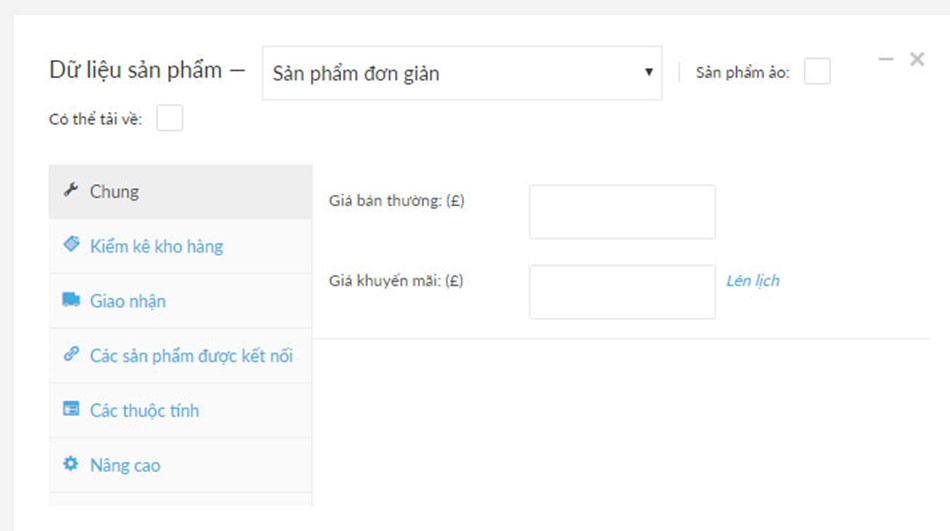 Dữ liệu sản phẩm — Sản phẩm đơn giản Sản phẩm ảo:
Có thể tải về:
Chung
Giá bán thường: (£)
Kiểm kê kho hàng
Giá khuyến mãi: (£) Lên lịch
Giao nhận
Các sản phẩm được kết nối
Các thuộc tính
Nâng cao